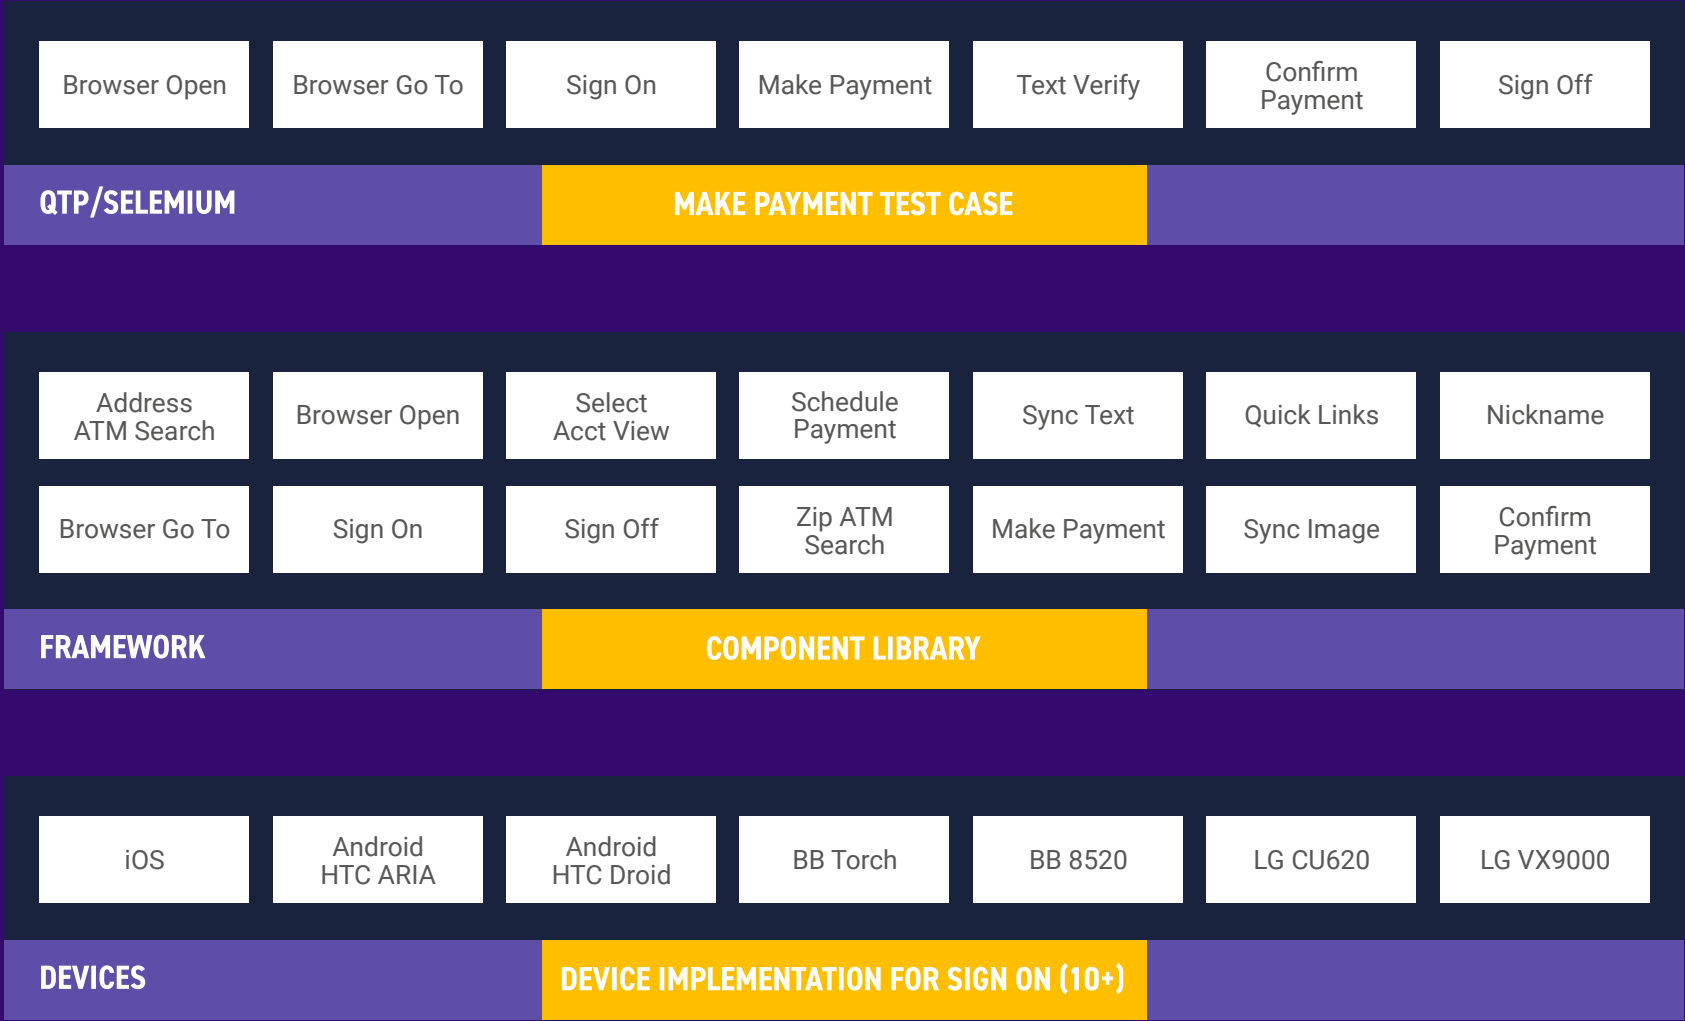 Browser Open
Browser Go To
Sign On
Make Payment
Text Verify
Confirm
Payment
Sign Off
QTP/SELEMIUM
MAKE PAYMENT TEST CASE
Address
ATM Search
Browser Open
Select
Acct View
Schedule
Payment
Sync Text
Quick Links
Nickname
Browser Go To
Sign On
Sign Off
Zip ATM
Search
Make Payment
Sync Image
Confirm
Payment
FRAMEWORK
COMPONENT LIBRARY
iOS
Android
HTC ARIA
Android
HTC Droid
BB Torch
BB 8520
LG CU620
LG VX9000
DEVICES
DEVICE IMPLEMENTATION FOR SIGN ON (10+)